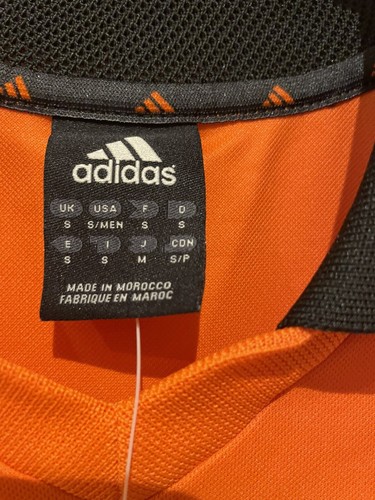 adidas
UK USA F D
S S/MEN S S
E I J CDN
S S M S/P
MADE IN MOROCCO
FABRIQUE EN MAROC